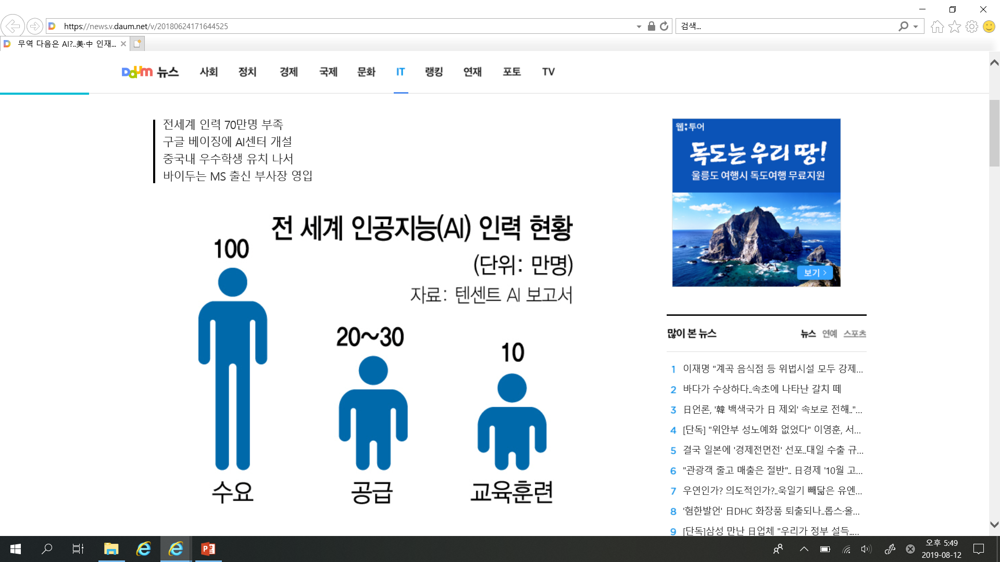 https://news.v.daum.net/v/20180624171644525
검색...
무역 다음은 AI?..美·中 인재...
Daum 뉴스 사회 정치 경제 국제 문화 IT 랭킹 연재 포토 TV
전세계 인력 70만명 부족
구글 베이징에 AI센터 개설
중국내 우수학생 유치 나서
바이두는 MS 출신 부사장 영입
전 세계 인공지능(AI) 인력 현황
(단위: 만명)
자료: 텐센트 AI 보고서
100
20~30
10
수요
공급
교육훈련
웹:투어
독도는 우리 땅!
울릉도 여행시 독도여행 무료지원
보기 >
많이 본 뉴스 뉴스 연예 스포츠
1 이재명 "계곡 음식점 등 위법시설 모두 강제...
2 바다가 수상하다..속초에 나타난 갈치 떼
3 日언론, '韓 백색국가 日 제외' 속보로 전해.."...
4 [단독] "위안부 성노예화 없었다" 이영훈, 서...
5 결국 일본에 '경제전면전' 선포..대일 수출 규...
6 "관광객 줄고 매출은 절반".. 日경제 '10월 고...
7 우연인가? 의도적인가?..욱일기 빼닮은 유엔...
8 '혐한발언' 日DHC 화장품 퇴출되나..롭스·올...
9 [단독]삼성 만난 日업체 "우리가 정부 설득.....
오후 5:49
2019-08-12